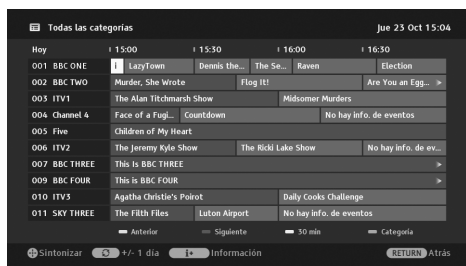 Todas las categorías Jue 23 Oct 15:04
Hoy 15:00 15:30 16:00 16:30
001 BBC ONE i LazyTown Dennis the... The Se... Raven Election
002 BBC TWO Murder, She Wrote Flog It! Are You an Egg...
003 ITV1 The Alan Titchmarsh Show Midsomer Murders
004 Channel 4 Face of a Fugi... Countdown No hay info. de eventos
005 Five Children of My Heart
006 ITV2 The Jeremy Kyle Show The Ricki Lake Show No hay info. de ev...
007 BBC THREE This Is BBC THREE
009 BBC FOUR This is BBC FOUR
010 ITV3 Agatha Christie's Poirot Daily Cooks Challenge
011 SKY THREE The Filth Files Luton Airport No hay info. de eventos
Anterior Siguiente 30 min Categoría
Sintonizar +/- 1 día i+ Información RETURN Atrás